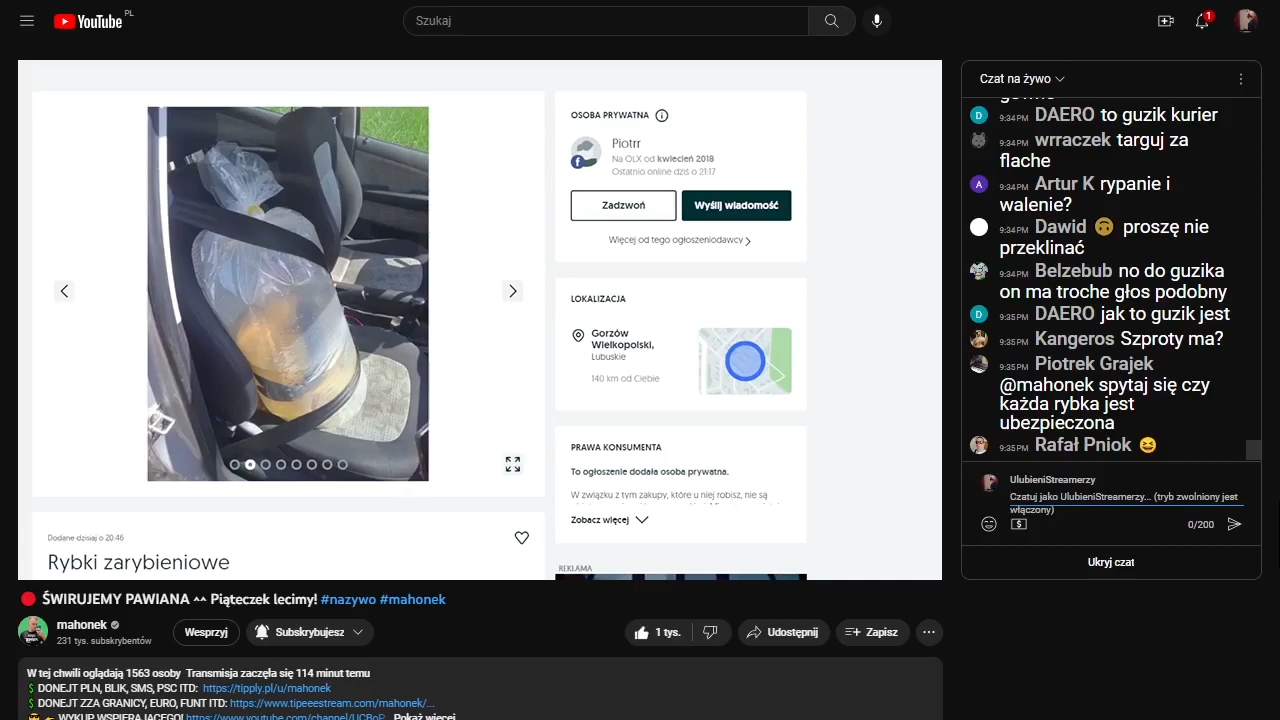 YouTube PL
Szukaj
1
OSOBA PRYWATNA
Piotrr
Na OLX od kwiecień 2018
Ostatnio online dziś o 21:17
Zadzwoń
Wyślij wiadomość
Więcej od tego ogłoszeniodawcy
LOKALIZACJA
Gorzów
Wielkopolski,
Lubuskie
140 km od Ciebie
PRAWA KONSUMENTA
To ogłoszenie dodała osoba prywatna.
W związku z tym zakupy, które u niej robisz, nie są
Zobacz więcej
REKLAMA
Dodane dzisiaj o 20:46
Rybki zarybieniowe
Czat na żywo
D
9:34 PM DAERO to guzik kurier
9:34 PM wrraczek targuj za
flache
A
9:34 PM Artur K rypanie i
walenie?
9:34 PM Dawid 🙃 proszę nie
przeklinać
9:34 PM Belzebub no do guzika
on ma troche głos podobny
D
9:35 PM DAERO jak to guzik jest
9:35 PM Kangeros Szproty ma?
9:35 PM Piotrek Grajek
@mahonek spytaj się czy
każda rybka jest
ubezpieczona
9:35 PM Rafał Pniok 😆
UlubieniStreamerzy
Czatuj jako UlubieniStreamerzy... (tryb zwolniony jest
włączony)
0/200
Ukryj czat
🔴 ŚWIRUJEMY PAWIANA ^^ Piąteczek lecimy! #nazywo #mahonek
mahonek
231 tys. subskrybentów
Wesprzyj
Subskrybujesz
1 tys.
Udostępnij
Zapisz
W tej chwili ogląda 1563 osoby Transmisja zaczęła się 114 minut temu
$ DONEJT PLN, BLIK, SMS, PSC ITD: https://tipply.pl/u/mahonek
$ DONEJT ZZA GRANICY, EURO, FUNT ITD: https://www.tipeeestream.com/mahonek/...
WYKUP WSPIERAJĄCEGO! https://www.youtube.com/channel/UCBoP... Pokaż więcej